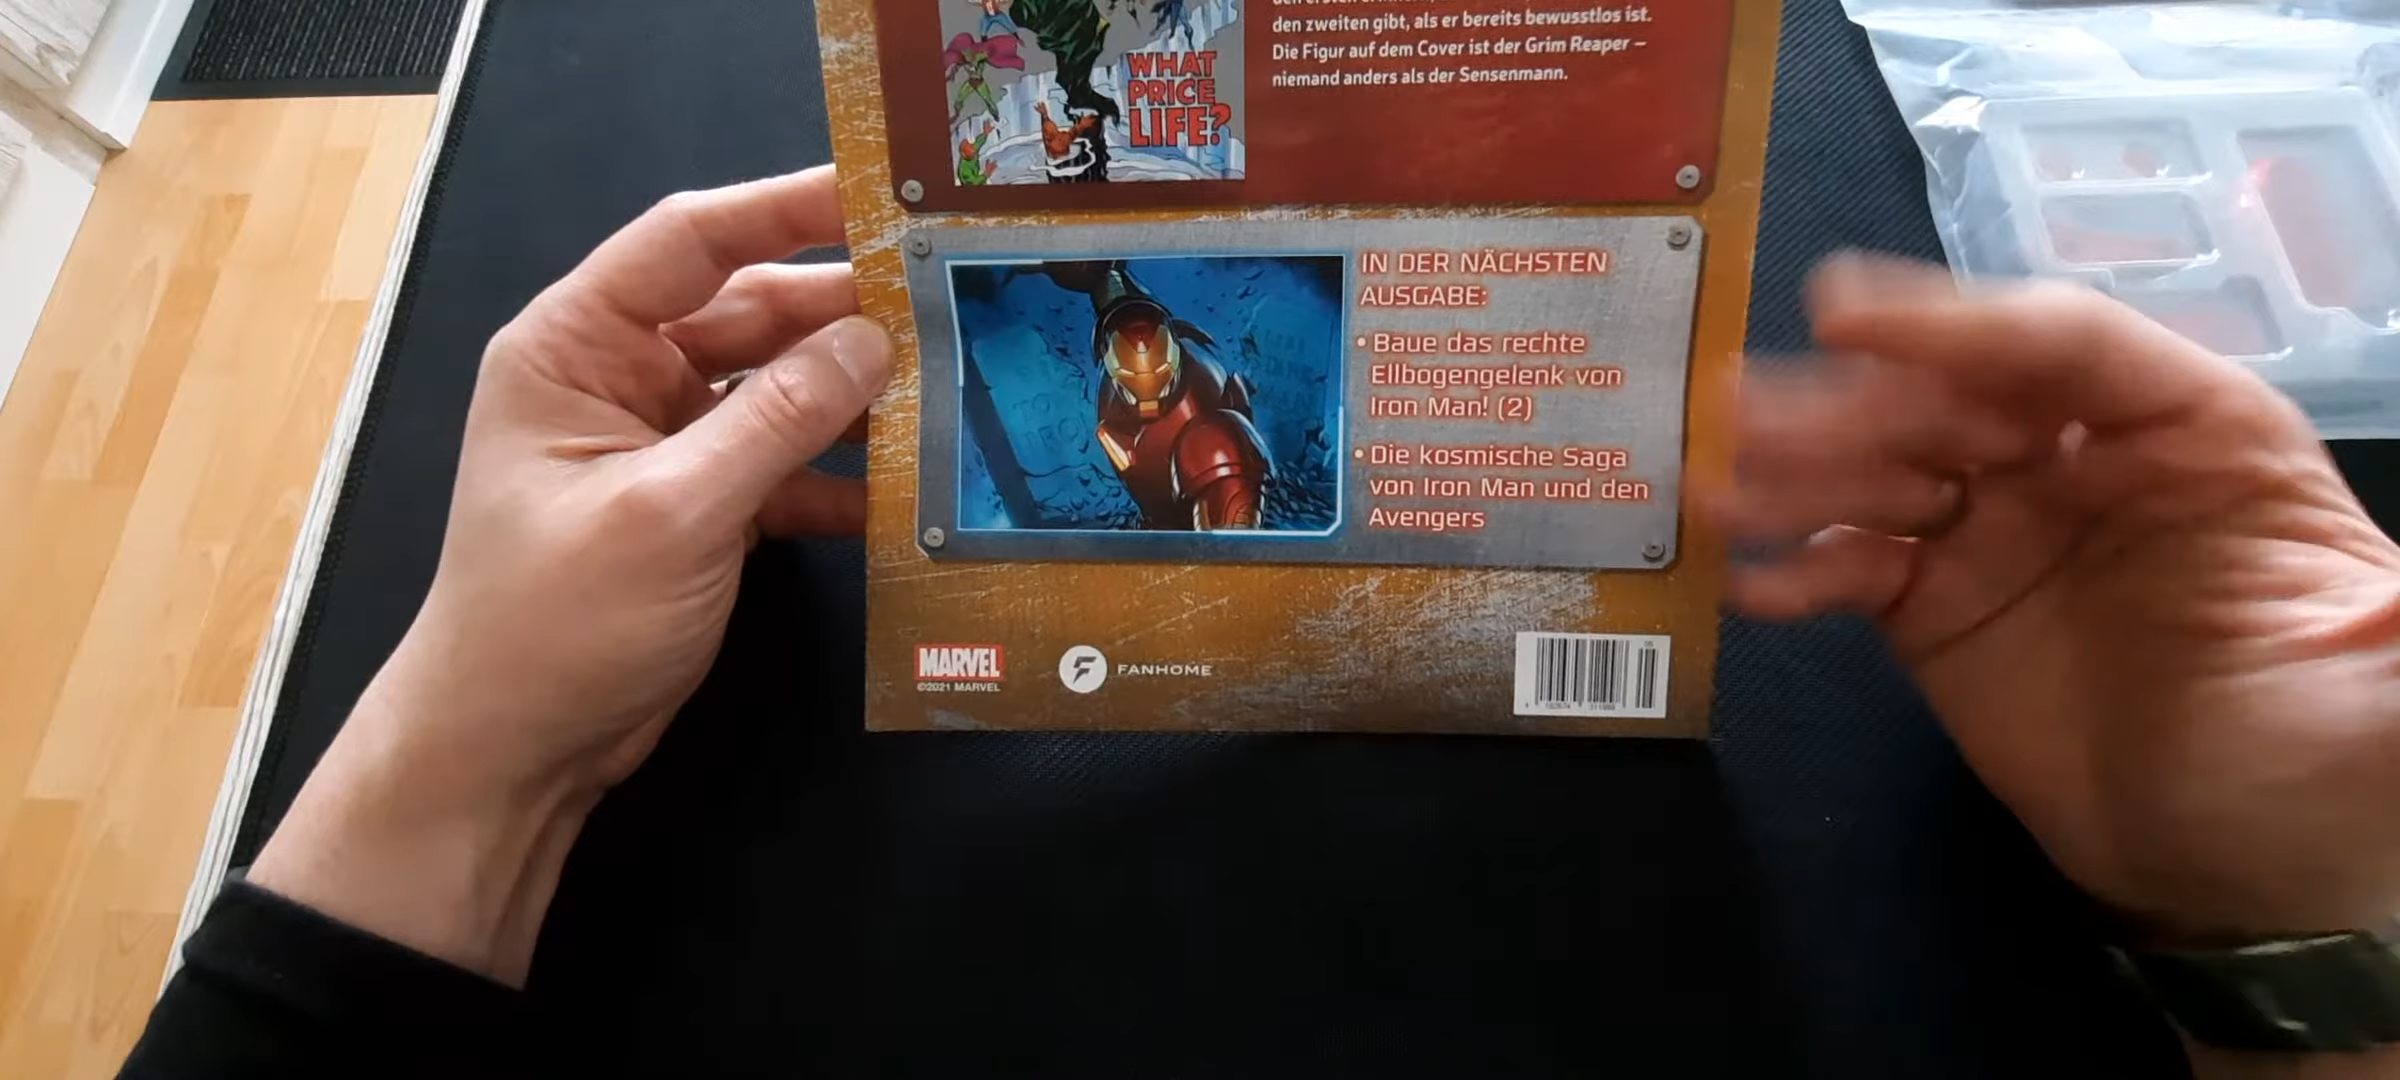 den zweiten gibt, als er bereits bewusstlos ist.
Die Figur auf dem Cover ist der Grim Reaper –
niemand anders als der Sensenmann.
WHAT
PRICE
LIFE?
IN DER NÄCHSTEN
AUSGABE:
• Baue das rechte
Ellbogengelenk von
Iron Man! (2)
• Die kosmische Saga
von Iron Man und den
Avengers
MARVEL
©2021 MARVEL
FANHOME